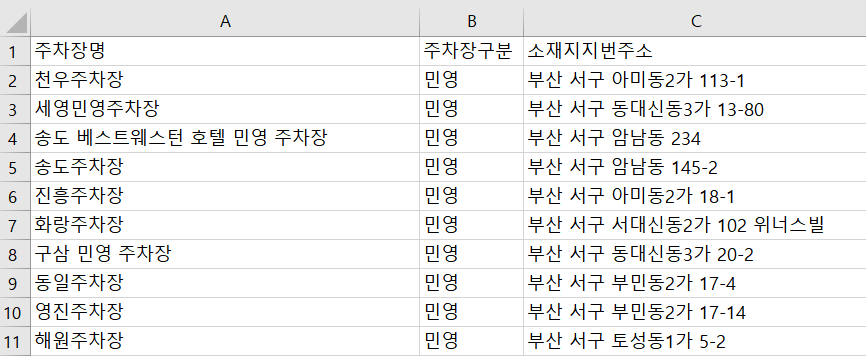 A B C
1 주차장명 주차장구분 소재지지번주소
2 천우주차장 민영 부산 서구 아미동2가 113-1
3 세영민영주차장 민영 부산 서구 동대신동3가 13-80
4 송도 베스트웨스턴 호텔 민영 주차장 민영 부산 서구 암남동 234
5 송도주차장 민영 부산 서구 암남동 145-2
6 진흥주차장 민영 부산 서구 아미동2가 18-1
7 화랑주차장 민영 부산 서구 서대신동2가 102 위너스빌
8 구삼 민영 주차장 민영 부산 서구 동대신동3가 20-2
9 동일주차장 민영 부산 서구 부민동2가 17-4
10 영진주차장 민영 부산 서구 부민동2가 17-14
11 해원주차장 민영 부산 서구 토성동1가 5-2